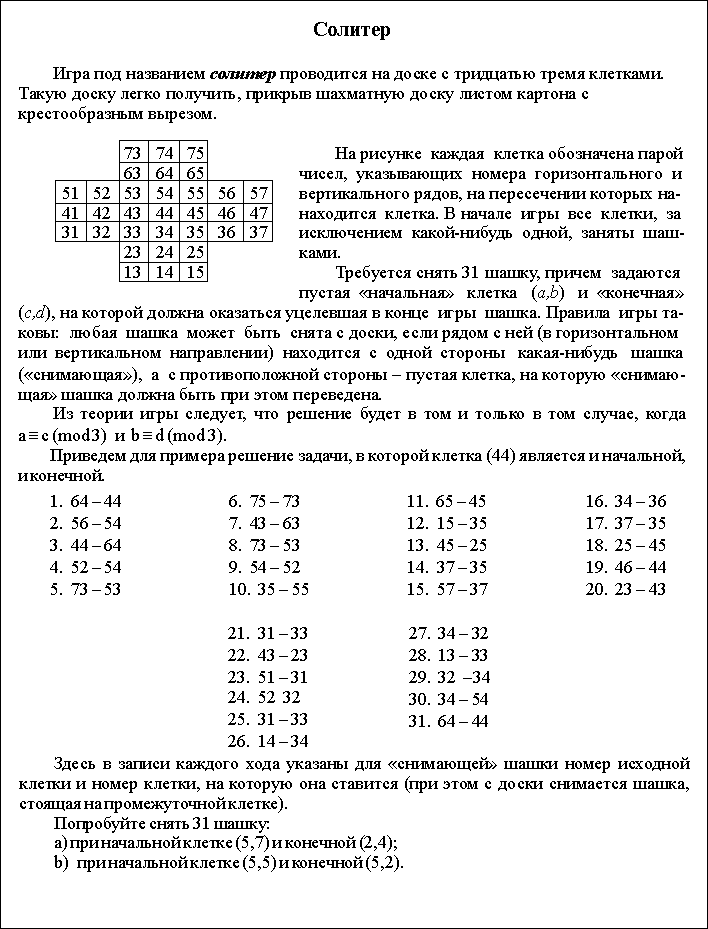 Солитер
Игра под названием солитер проводится на доске с тридцатью тремя клетками.
Такую доску легко получить, прикрыв шахматную доску листом картона с
крестообразным вырезом.
73 74 75
63 64 65
51 52 53 54 55 56 57
41 42 43 44 45 46 47
31 32 33 34 35 36 37
23 24 25
13 14 15
На рисунке каждая клетка обозначена парой
чисел, указывающих номера горизонтального и
вертикального рядов, на пересечении которых на-
находится клетка. В начале игры все клетки, за
исключением какой-нибудь одной, заняты шаш-
ками.
Требуется снять 31 шашку, причем задаются
пустая «начальная» клетка (a,b) и «конечная»
(c,d), на которой должна оказаться уцелевшая в конце игры шашка. Правила игры та-
ковы: любая шашка может быть снята с доски, если рядом с ней (в горизонтальном
или вертикальном направлении) находится с одной стороны какая-нибудь шашка
(«снимающая»), а с противоположной стороны – пустая клетка, на которую «снимаю-
щая» шашка должна быть при этом переведена.
Из теории игры следует, что решение будет в том и только в том случае, когда
a ≡ c (mod 3) и b ≡ d (mod 3).
Приведем для примера решение задачи, в которой клетка (44) является и начальной,
и конечной.
1. 64 – 44 6. 75 – 73 11. 65 – 45 16. 34 – 36
2. 56 – 54 7. 43 – 63 12. 15 – 35 17. 37 – 35
3. 44 – 64 8. 73 – 53 13. 45 – 25 18. 25 – 45
4. 52 – 54 9. 54 – 52 14. 37 – 35 19. 46 – 44
5. 73 – 53 10. 35 – 55 15. 57 – 37 20. 23 – 43
21. 31 – 33 27. 34 – 32
22. 43 – 23 28. 13 – 33
23. 51 – 31 29. 32 –34
24. 52 32 30. 34 – 54
25. 31 – 33 31. 64 – 44
26. 14 – 34
Здесь в записи каждого хода указаны для «снимающей» шашки номер исходной
клетки и номер клетки, на которую она ставится (при этом с доски снимается шашка,
стоящая на промежуточной клетке).
Попробуйте снять 31 шашку:
a) при начальной клетке (5,7) и конечной (2,4);
b) при начальной клетке (5,5) и конечной (5,2).